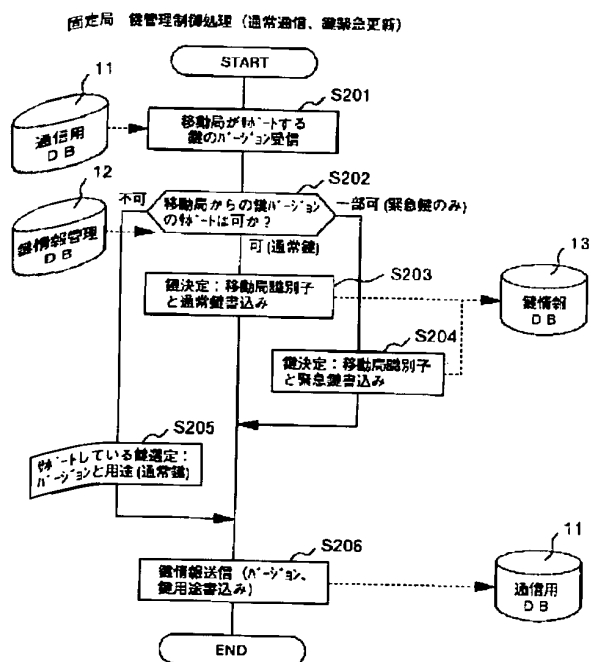 固定局 鍵管理制御処理 (通常通信、鍵緊急更新)
START
11
通信用
DB
S201
移動局がｻﾎﾟｰﾄする
鍵のﾊﾞｰｼﾞｮﾝ受信
12
鍵情報管理
DB
S202
不可
移動局からの鍵ﾊﾞｰｼﾞｮﾝ
のｻﾎﾟｰﾄは可か？
一部可(緊急鍵のみ)
可(通常鍵)
S203
鍵決定：移動局識別子
と通常鍵書込み
13
鍵情報
DB
S204
鍵決定：移動局識別子
と緊急鍵書込み
S205
ｻﾎﾟｰﾄしている鍵選定：
ﾊﾞｰｼﾞｮﾝと用途(通常鍵)
S206
鍵情報送信 (ﾊﾞｰｼﾞｮﾝ、
鍵用途書込み)
11
通信用
DB
END